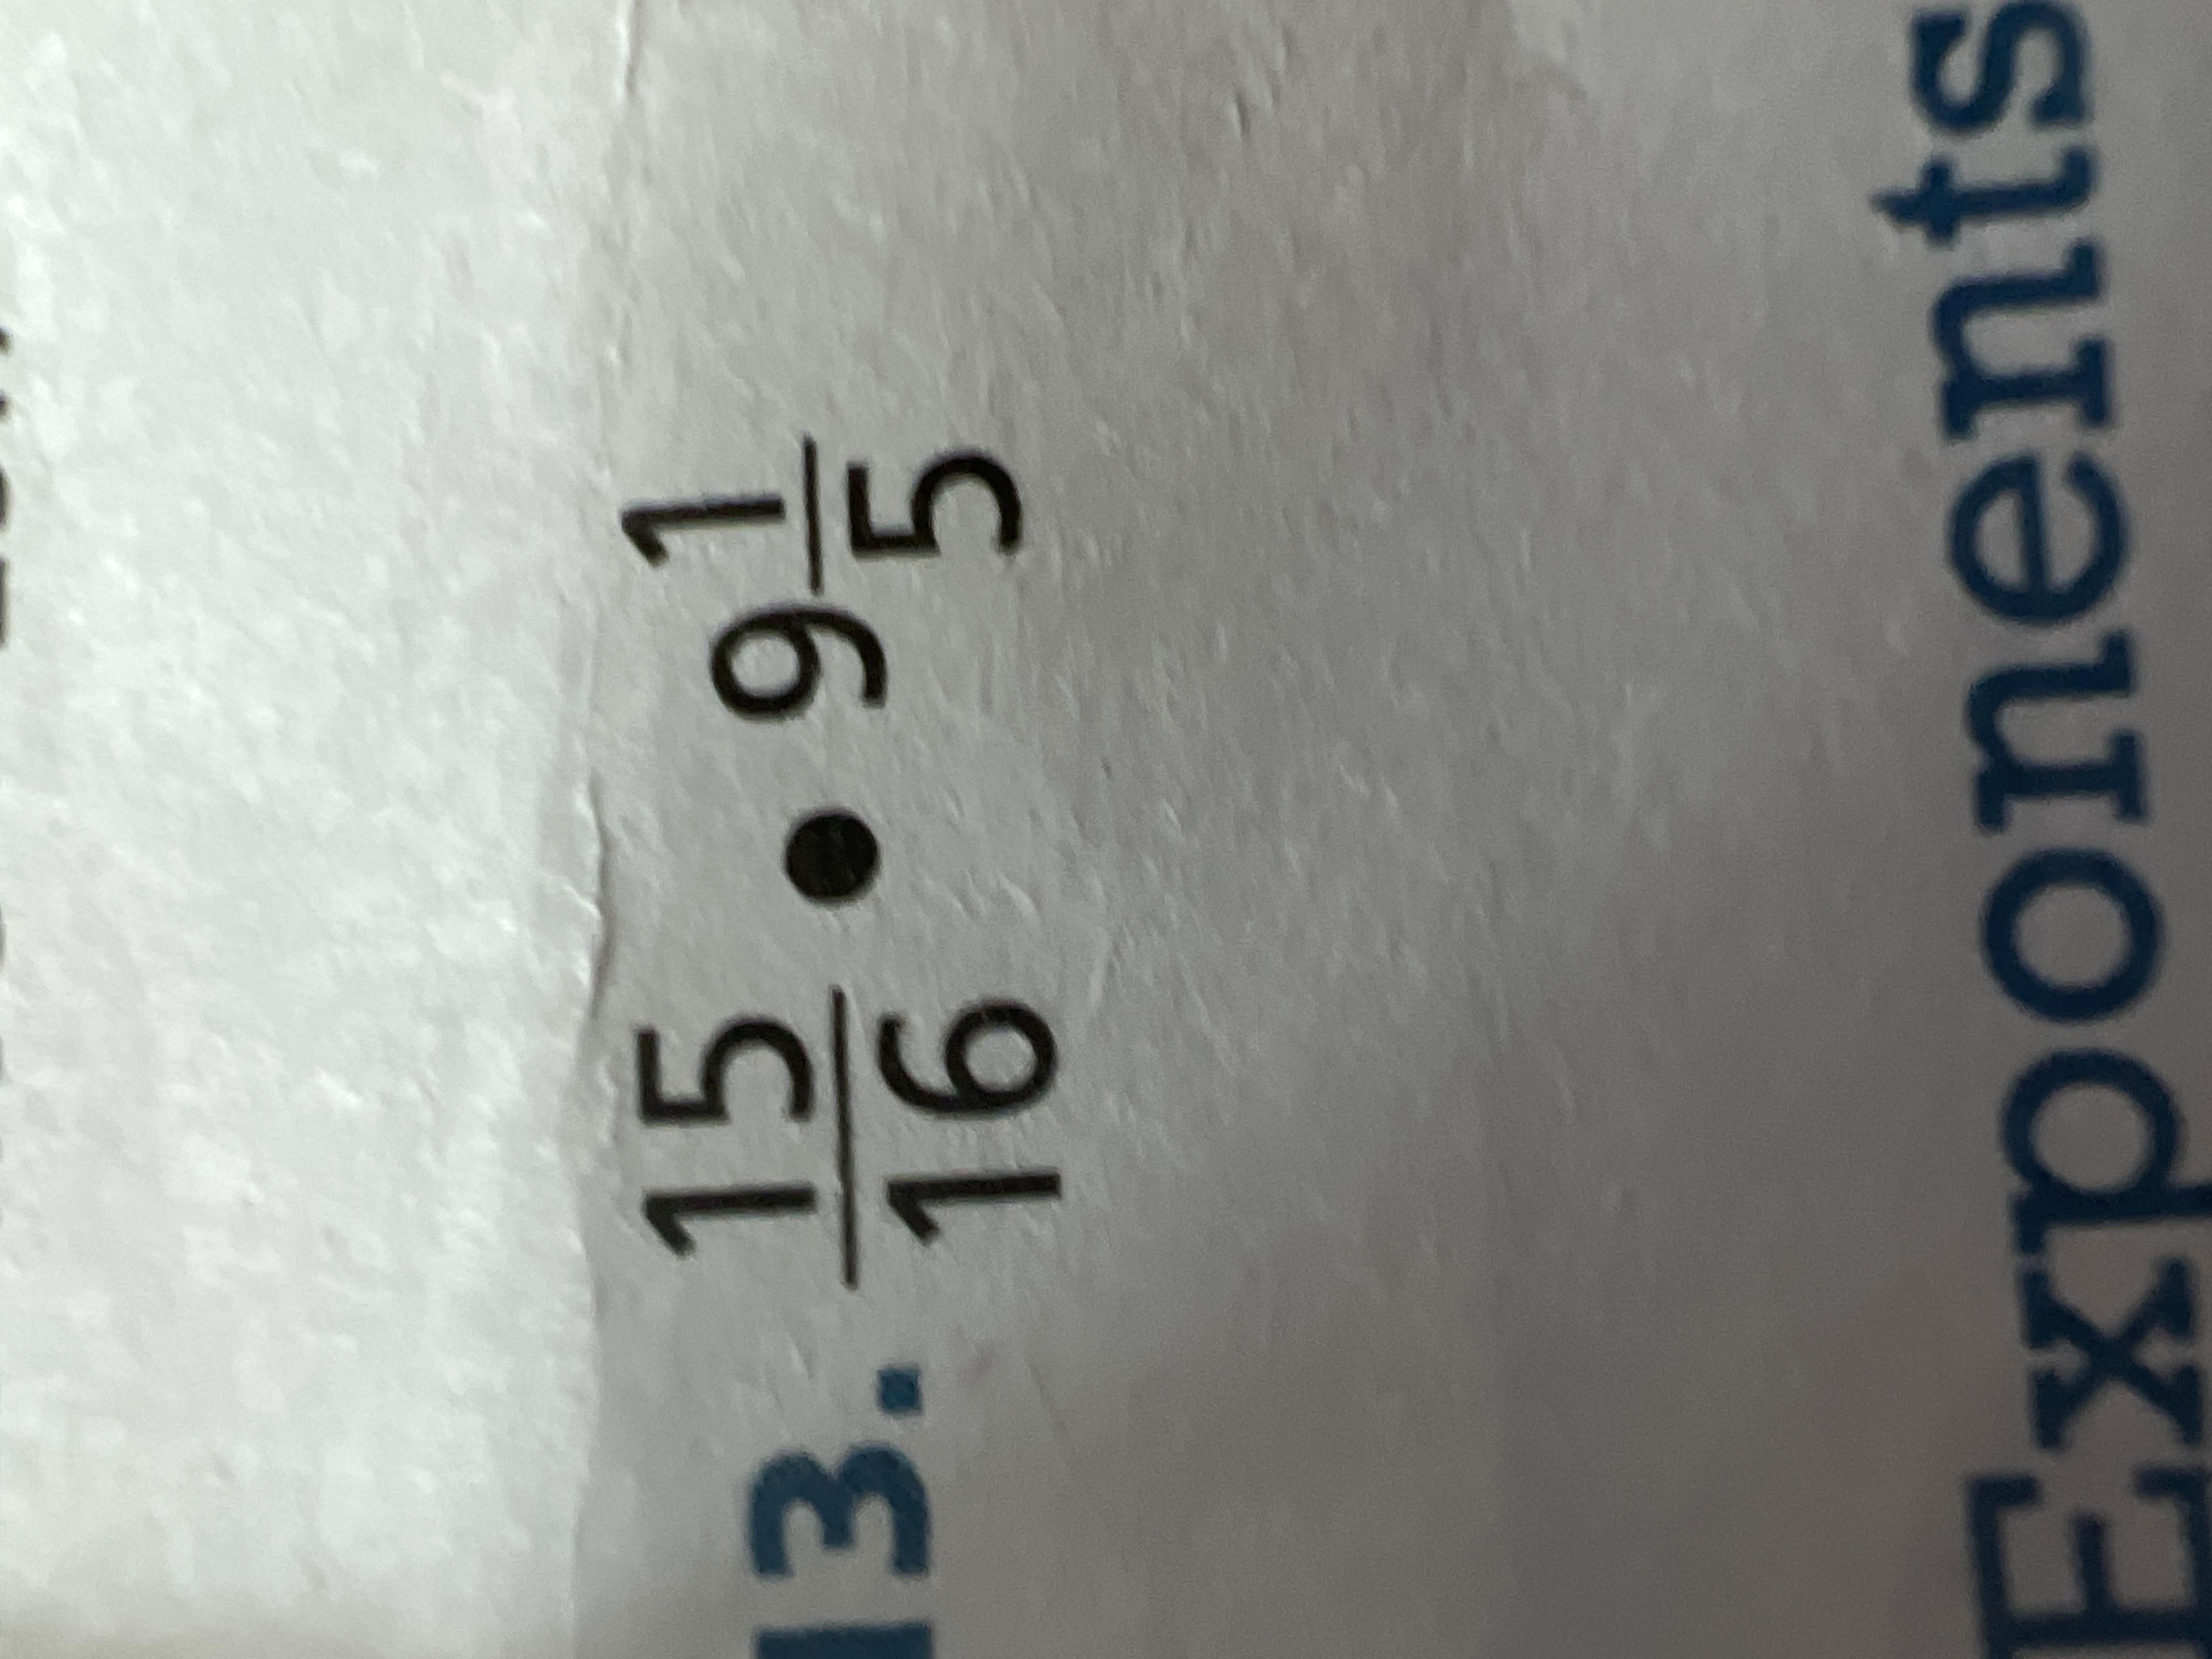 13. 15/16 • 9 1/5
Exponents